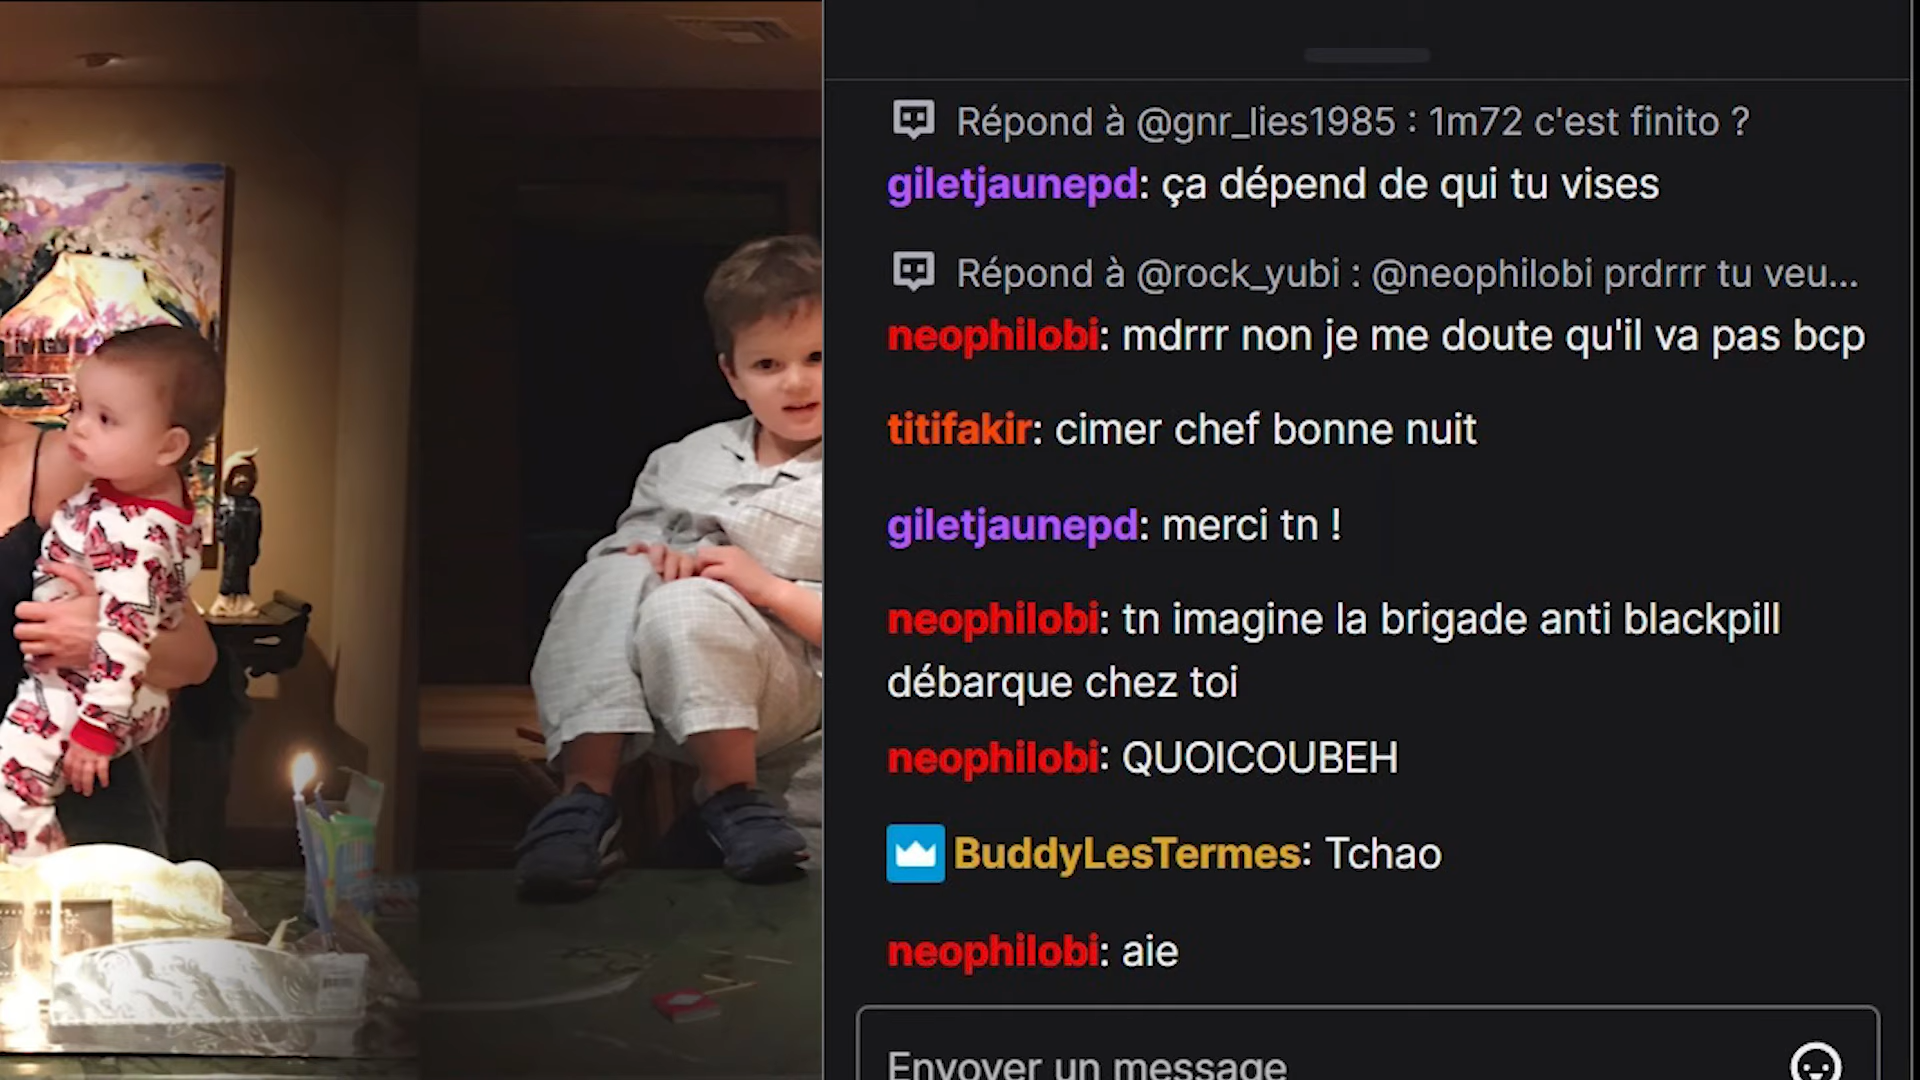 Répond à @gnr_lies1985 : 1m72 c'est finito ?
giletjaunepd: ça dépend de qui tu vises
Répond à @rock_yubi : @neophilobi prdrrr tu veu...
neophilobi: mdrrr non je me doute qu'il va pas bcp
titifakir: cimer chef bonne nuit
giletjaunepd: merci tn !
neophilobi: tn imagine la brigade anti blackpill
débarque chez toi
neophilobi: QUOICOUBEH
BuddyLesTermes: Tchao
neophilobi: aie
Envoyer un message